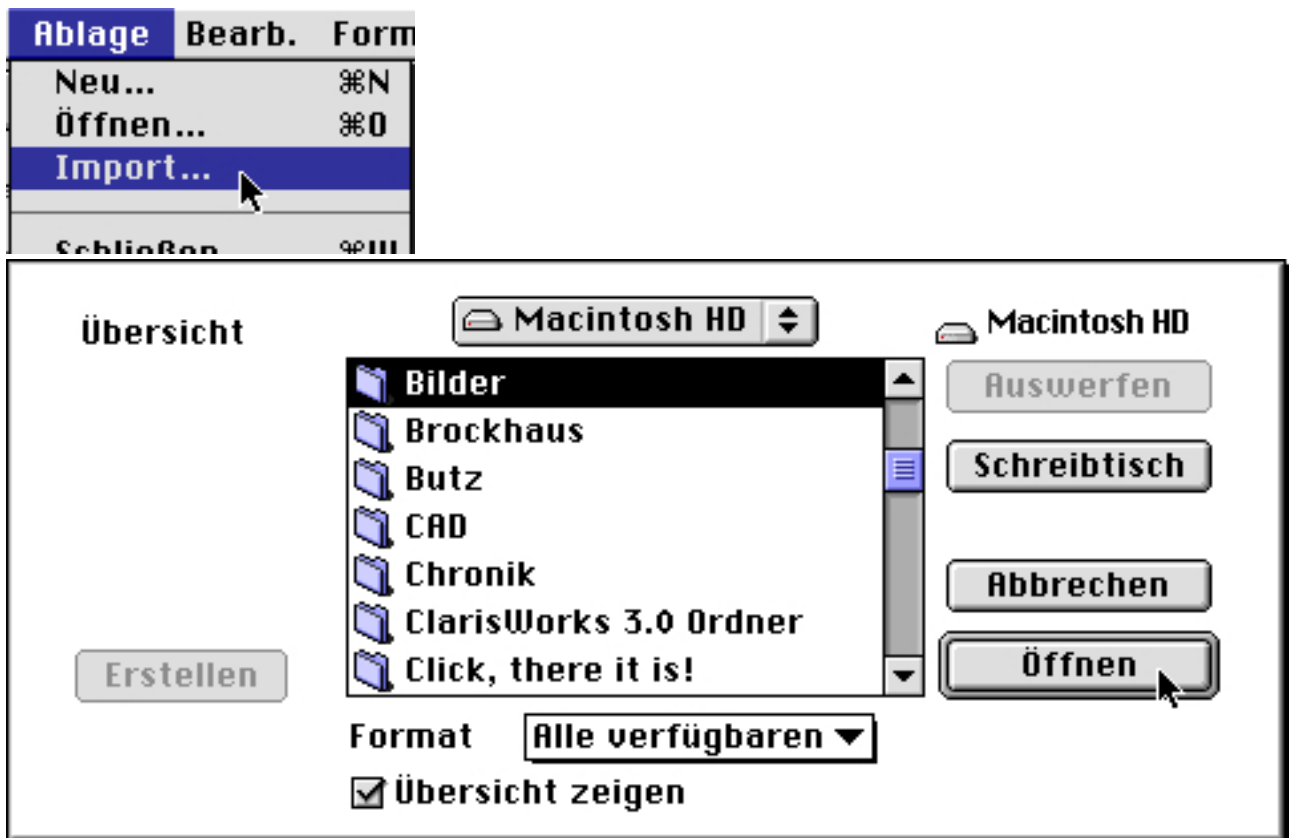 Ablage Bearb. Form
Neu... ⌘N
Öffnen... ⌘O
Import...
Schließen ⌘W
Macintosh HD
Übersicht
Macintosh HD
Bilder
Auswerfen
Brockhaus
Butz
Schreibtisch
CAD
Chronik
Abbrechen
ClarisWorks 3.0 Ordner
Click, there it is!
Öffnen
Erstellen
Format Alle verfügbaren
Übersicht zeigen